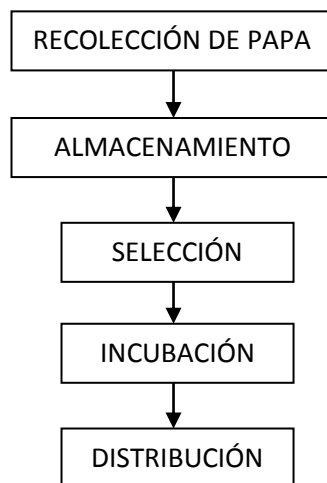 RECOLECCIÓN DE PAPA
ALMACENAMIENTO
SELECCIÓN
INCUBACIÓN
DISTRIBUCIÓN